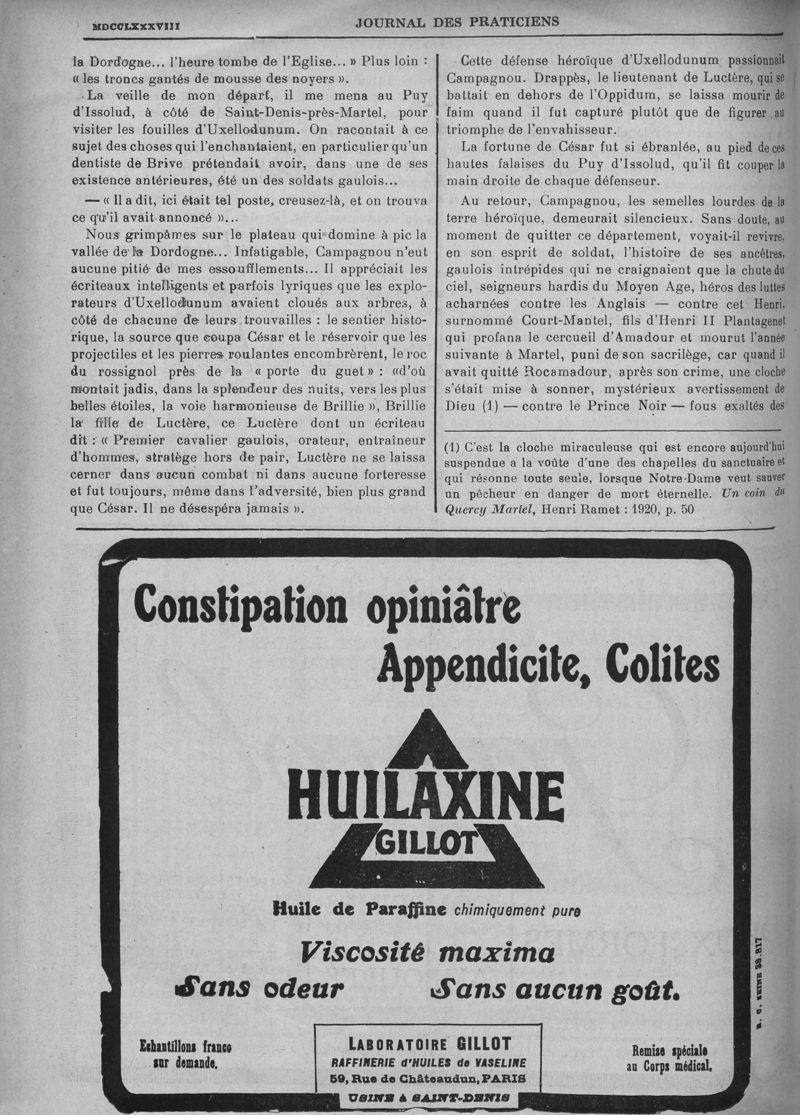 MDCCLXXXVIII
JOURNAL DES PRATICIENS
la Dordogne... l'heure tombe de l'Eglise... » Plus loin :
« les troncs gantés de mousse des noyers ».
La veille de mon départ, il me mena au Puy
d'Issolud, à côté de Saint-Denis-près-Martel, pour
visiter les fouilles d'Uxellodunum. On racontait à ce
sujet des choses qui l'enchantaient, en particulier qu'un
dentiste de Brive prétendait avoir, dans une de ses
existence antérieures, été un des soldats gaulois...
— « Il a dit, ici était tel poste, creusez-là, et on trouva
ce qu'il avait annoncé »...
Nous grimpâmes sur le plateau qui domine à pic la
vallée de la Dordogne... Infatigable, Campagnou n'eut
aucune pitié de mes essoufflements... Il appréciait les
écriteaux intelligents et parfois lyriques que les explo-
rateurs d'Uxellodunum avaient cloués aux arbres, à
côté de chacune de leurs trouvailles : le sentier histo-
rique, la source que coupa César et le réservoir que les
projectiles et les pierres roulantes encombrèrent, le roc
du rossignol près de la « porte du guet » : «d'où
montait jadis, dans la splendeur des nuits, vers les plus
belles étoiles, la voie harmonieuse de Brillie », Brillie
la fille de Luctère, ce Luctère dont un écriteau
dit : « Premier cavalier gaulois, orateur, entraîneur
d'hommes, stratège hors de pair, Luctère ne se laissa
cerner dans aucun combat ni dans aucune forteresse
et fut toujours, même dans l'adversité, bien plus grand
que César. Il ne désespéra jamais ».
Cette défense héroïque d'Uxellodunum passionnait
Campagnou. Drappès, le lieutenant de Luctère, qui se
battait en dehors de l'Oppidum, se laissa mourir de
faim quand il fut capturé plutôt que de figurer au
triomphe de l'envahisseur.
La fortune de César fut si ébranlée, au pied de ces
hautes falaises du Puy d'Issolud, qu'il fit couper la
main droite de chaque défenseur.
Au retour, Campagnou, les semelles lourdes de la
terre héroïque, demeurait silencieux. Sans doute, au
moment de quitter ce département, voyait-il revivre,
en son esprit de soldat, l'histoire de ses ancêtres,
gaulois intrépides qui ne craignaient que la chute du
ciel, seigneurs hardis du Moyen Age, héros des luttes
acharnées contre les Anglais — contre cet Henri,
surnommé Court-Mantel, fils d'Henri II Plantagenet
qui profana le cercueil d'Amadour et mourut l'année
suivante à Martel, puni de son sacrilège, car quand il
avait quitté Rocamadour, après son crime, une cloche
s'était mise à sonner, mystérieux avertissement de
Dieu (1) — contre le Prince Noir — fous exaltés des
(1) C'est la cloche miraculeuse qui est encore aujourd'hui
suspendue a la voûte d'une des chapelles du sanctuaire et
qui résonne toute seule, lorsque Notre-Dame veut sauver
un pêcheur en danger de mort éternelle. Un coin du
Quercy Martel, Henri Ramet : 1920, p. 50
Constipation opiniâtre
Appendicite, Colites
HUILAXINE
GILLOT
Huile de Paraffine chimiquement pure
Viscosité maxima
Sans odeur Sans aucun goût.
Echantillons franco
sur demande.
LABORATOIRE GILLOT
RAFFINERIE d'HUILES de VASELINE
59, Rue de Châteaudun, PARIS
USINE à SAINT-DENIS
Remise spéciale
au Corps médical.
R. C. SEINE 38.817